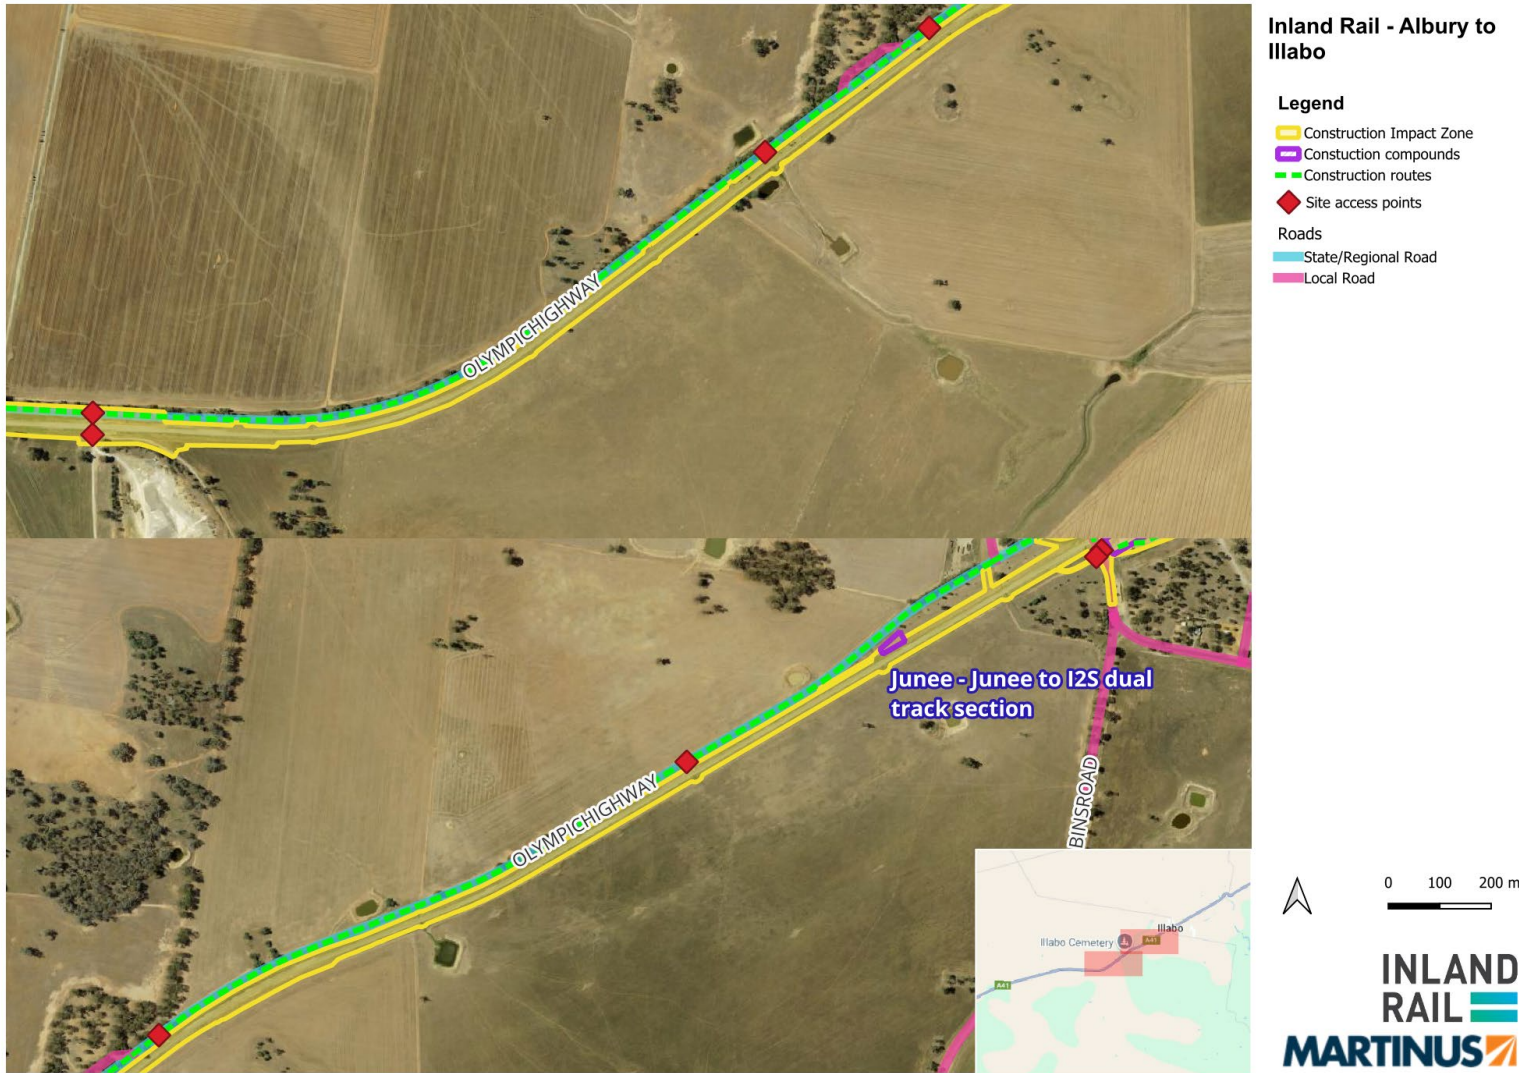 Inland Rail - Albury to
Illabo
Legend
Construction Impact Zone
Constuction compounds
Construction routes
Site access points
Roads
State/Regional Road
Local Road
OLYMPICHIGHWAY
Junee - Junee to I2S dual
track section
OLYMPICHIGHWAY
BINSROAD
Illabo
Illabo Cemetery
A41
A41
0 100 200 m
INLAND
RAIL
MARTINUS